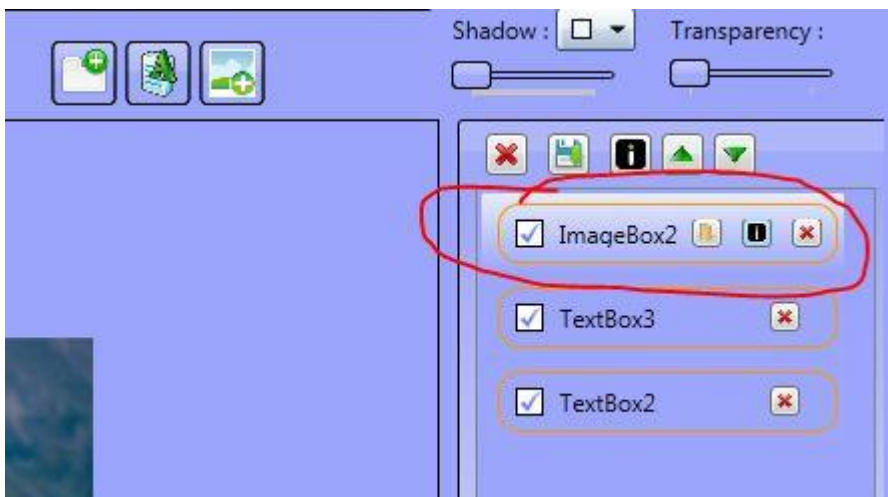 Shadow :
Transparency :
ImageBox2
TextBox3
TextBox2